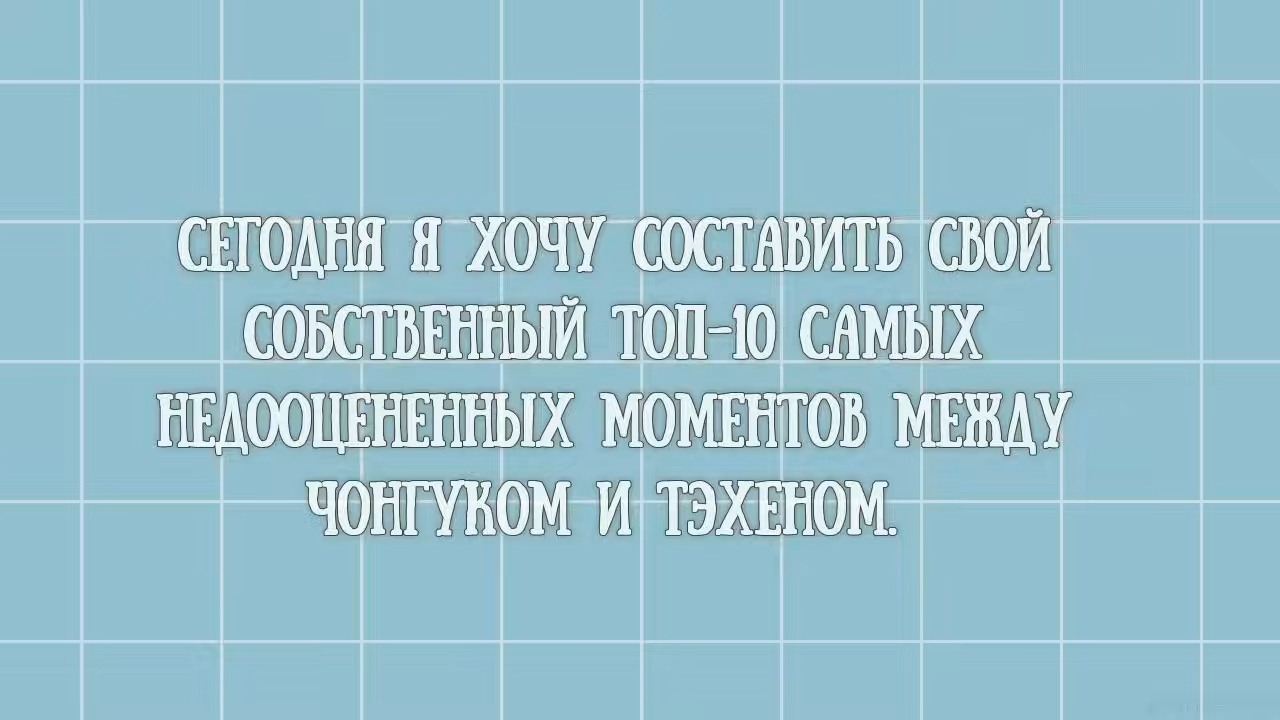 СЕГОДНЯ Я ХОЧУ СОСТАВИТЬ СВОЙ
СОБСТВЕННЫЙ ТОП-10 САМЫХ
НЕДООЦЕНЕННЫХ МОМЕНТОВ МЕЖДУ
ЧОНГУКОМ И ТЭХЕНОМ.